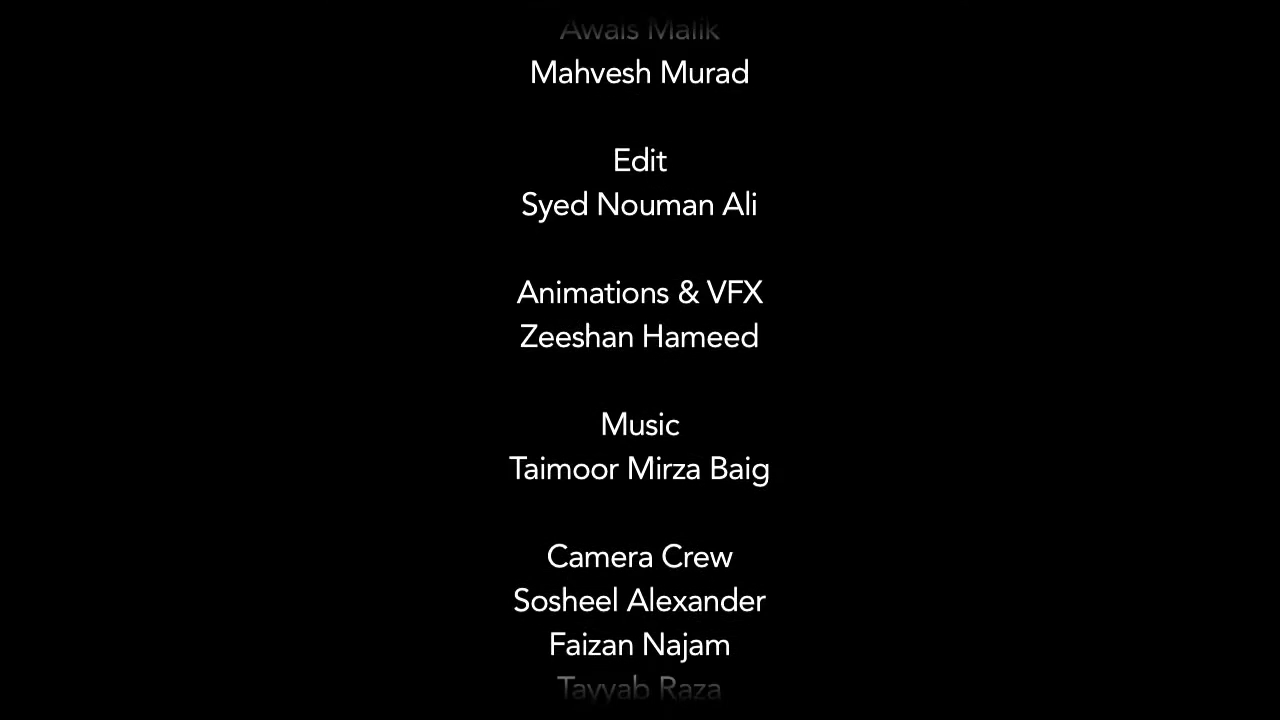 Awais Malik
Mahvesh Murad
Edit
Syed Nouman Ali
Animations & VFX
Zeeshan Hameed
Music
Taimoor Mirza Baig
Camera Crew
Sosheel Alexander
Faizan Najam
Tayyab Raza